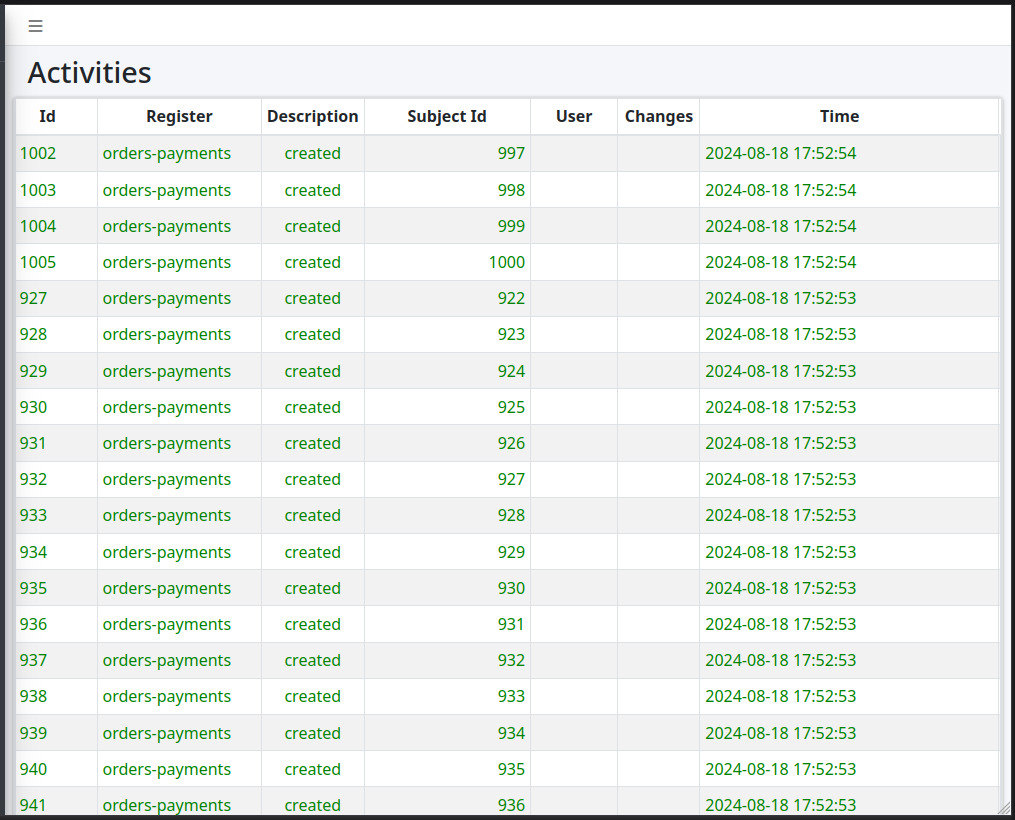 Activities
Id Register Description Subject Id User Changes Time
1002 orders-payments created 997 2024-08-18 17:52:54
1003 orders-payments created 998 2024-08-18 17:52:54
1004 orders-payments created 999 2024-08-18 17:52:54
1005 orders-payments created 1000 2024-08-18 17:52:54
927 orders-payments created 922 2024-08-18 17:52:53
928 orders-payments created 923 2024-08-18 17:52:53
929 orders-payments created 924 2024-08-18 17:52:53
930 orders-payments created 925 2024-08-18 17:52:53
931 orders-payments created 926 2024-08-18 17:52:53
932 orders-payments created 927 2024-08-18 17:52:53
933 orders-payments created 928 2024-08-18 17:52:53
934 orders-payments created 929 2024-08-18 17:52:53
935 orders-payments created 930 2024-08-18 17:52:53
936 orders-payments created 931 2024-08-18 17:52:53
937 orders-payments created 932 2024-08-18 17:52:53
938 orders-payments created 933 2024-08-18 17:52:53
939 orders-payments created 934 2024-08-18 17:52:53
940 orders-payments created 935 2024-08-18 17:52:53
941 orders-payments created 936 2024-08-18 17:52:53